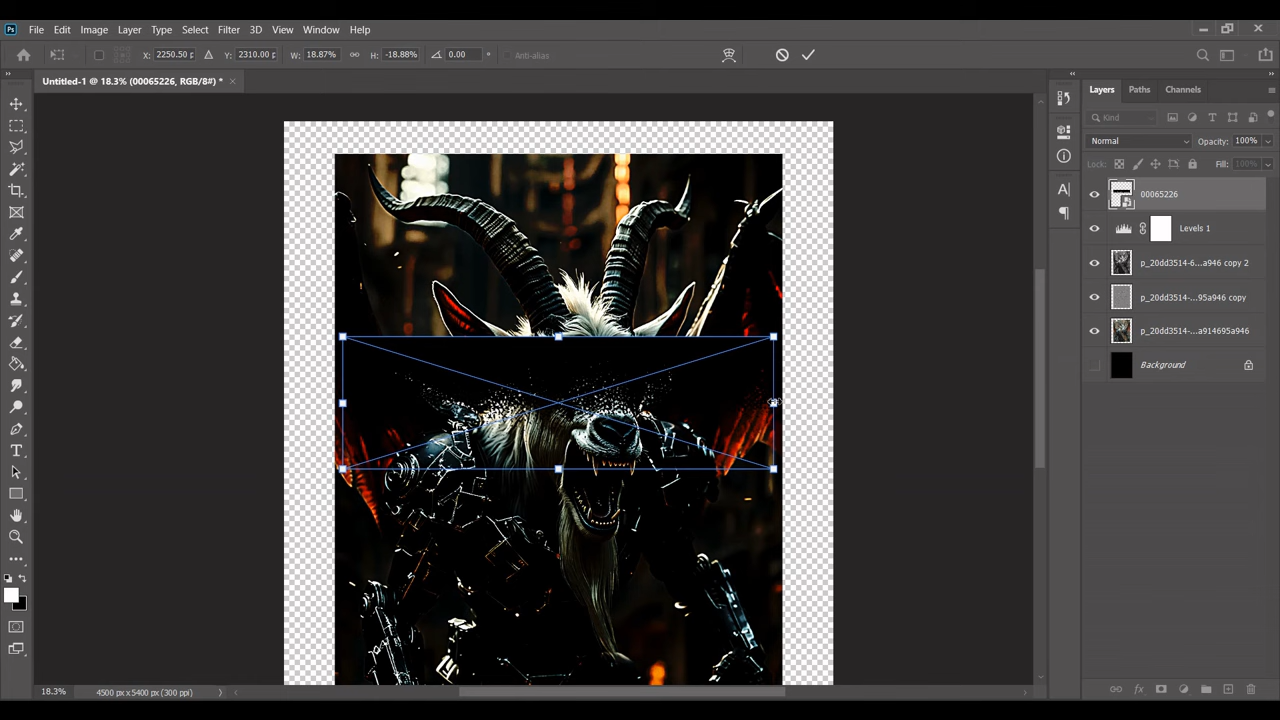 Ps File Edit Image Layer Type Select Filter 3D View Window Help
X: 2250.50 Y: 2310.00 W: 18.87% H: -18.88% 0.00 ° Anti-alias
Untitled-1 @ 18.3% (00065226, RGB/8#) *
Layers Paths Channels
Kind
Normal Opacity: 100%
Lock: Fill: 100%
00065226
Levels 1
p_20dd3514-6...a946 copy 2
p_20dd3514-...95a946 copy
p_20dd3514-...a914695a946
Background
18.3% 4500 px x 5400 px (300 ppi)